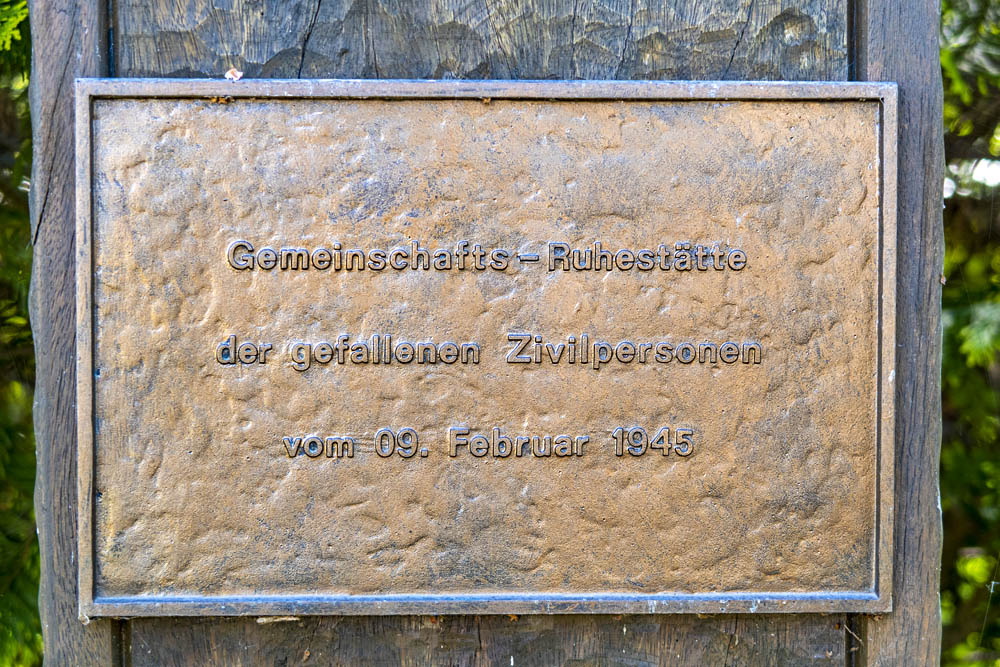 Gemeinschafts-Ruhestätte
der gefallenen Zivilpersonen
vom 09. Februar 1945